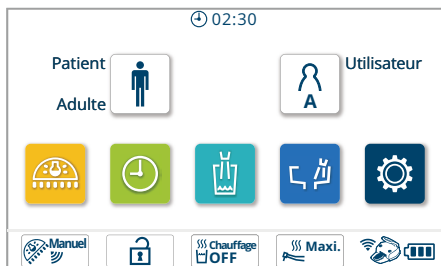 02:30
Patient
Utilisateur
Adulte
A
Manuel
Chauffage
OFF
Maxi.